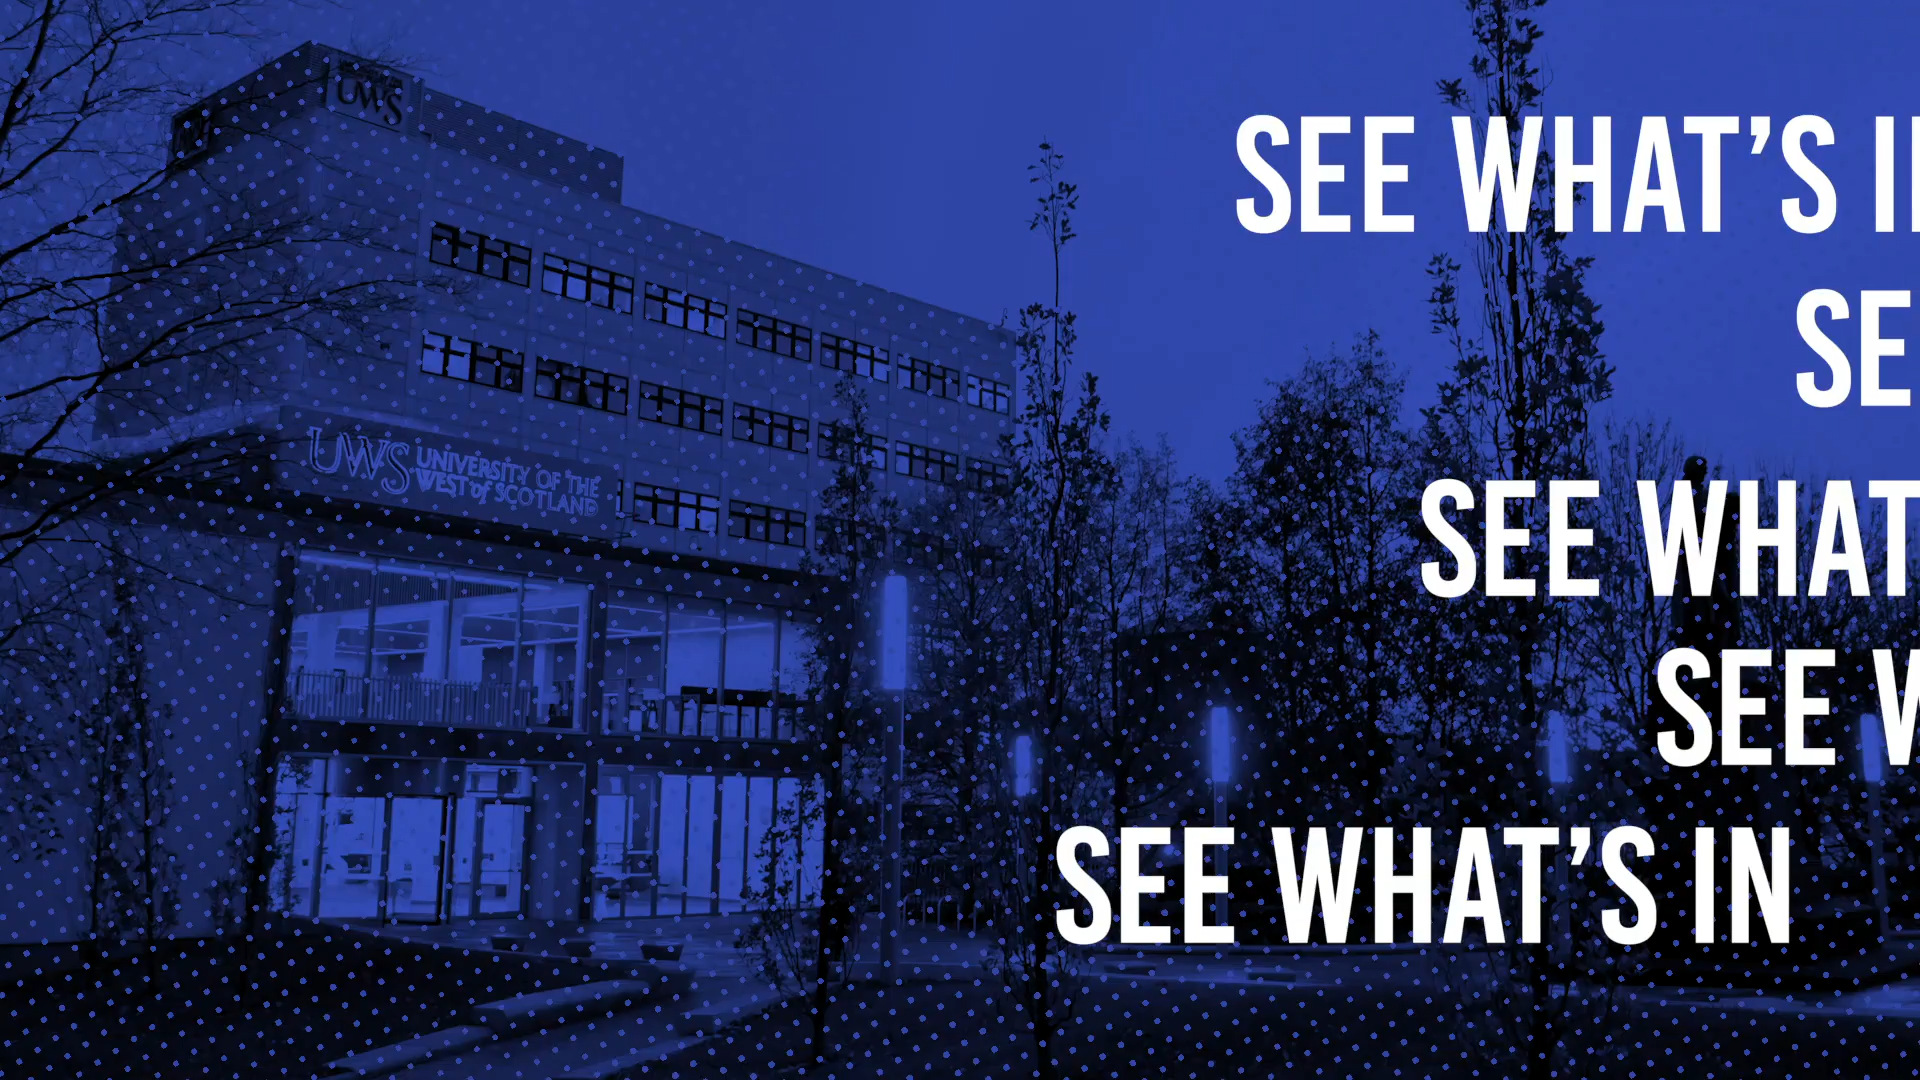 UWS
UWS UNIVERSITY OF THE
WEST of SCOTLAND
SEE WHAT’S I
SE
SEE WHAT
SEE W
SEE WHAT’S IN